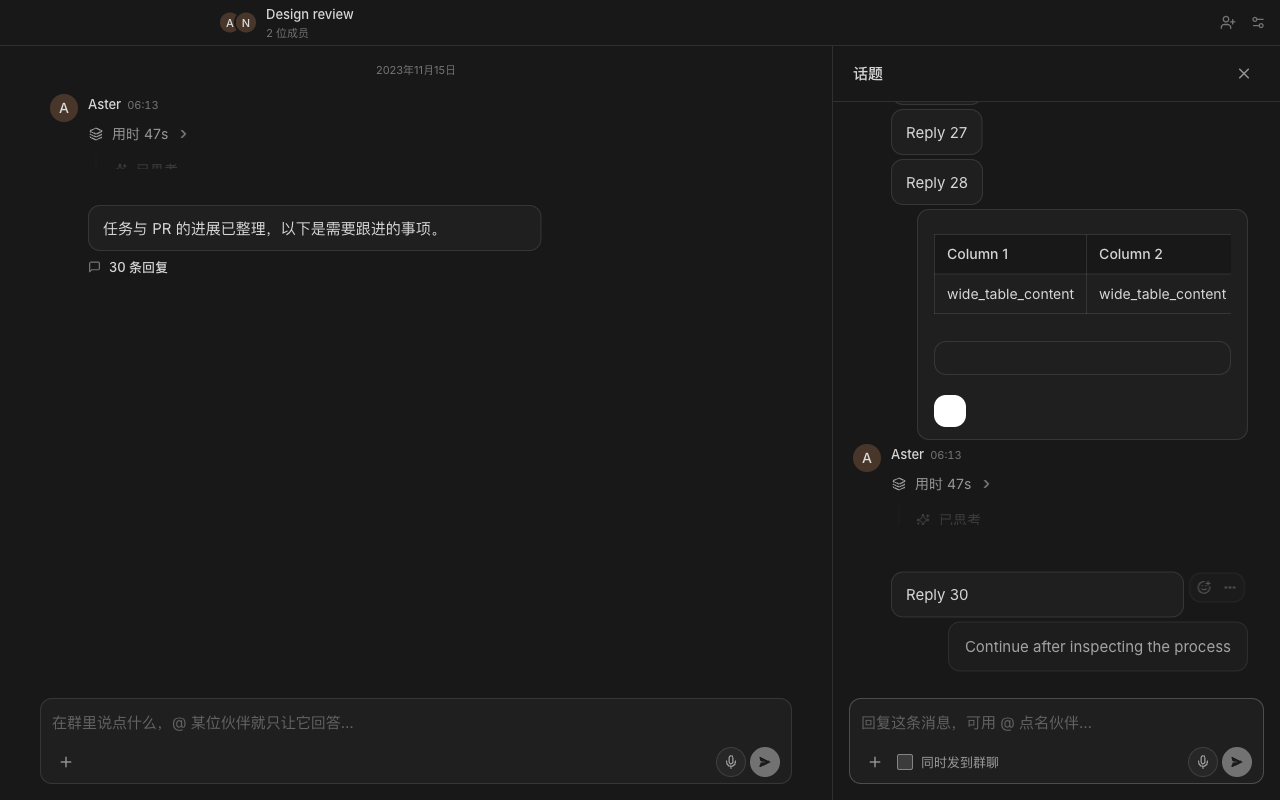 A N Design review
2 位成员
2023年11月15日
A Aster 06:13
用时 47s
已思考
任务与 PR 的进展已整理，以下是需要跟进的事项。
30 条回复
在群里说点什么，@ 某位伙伴就只让它回答...
话题
Reply 27
Reply 28
Column 1 Column 2
wide_table_content wide_table_content
A Aster 06:13
用时 47s
已思考
Reply 30
Continue after inspecting the process
回复这条消息，可用 @ 点名伙伴...
同时发到群聊